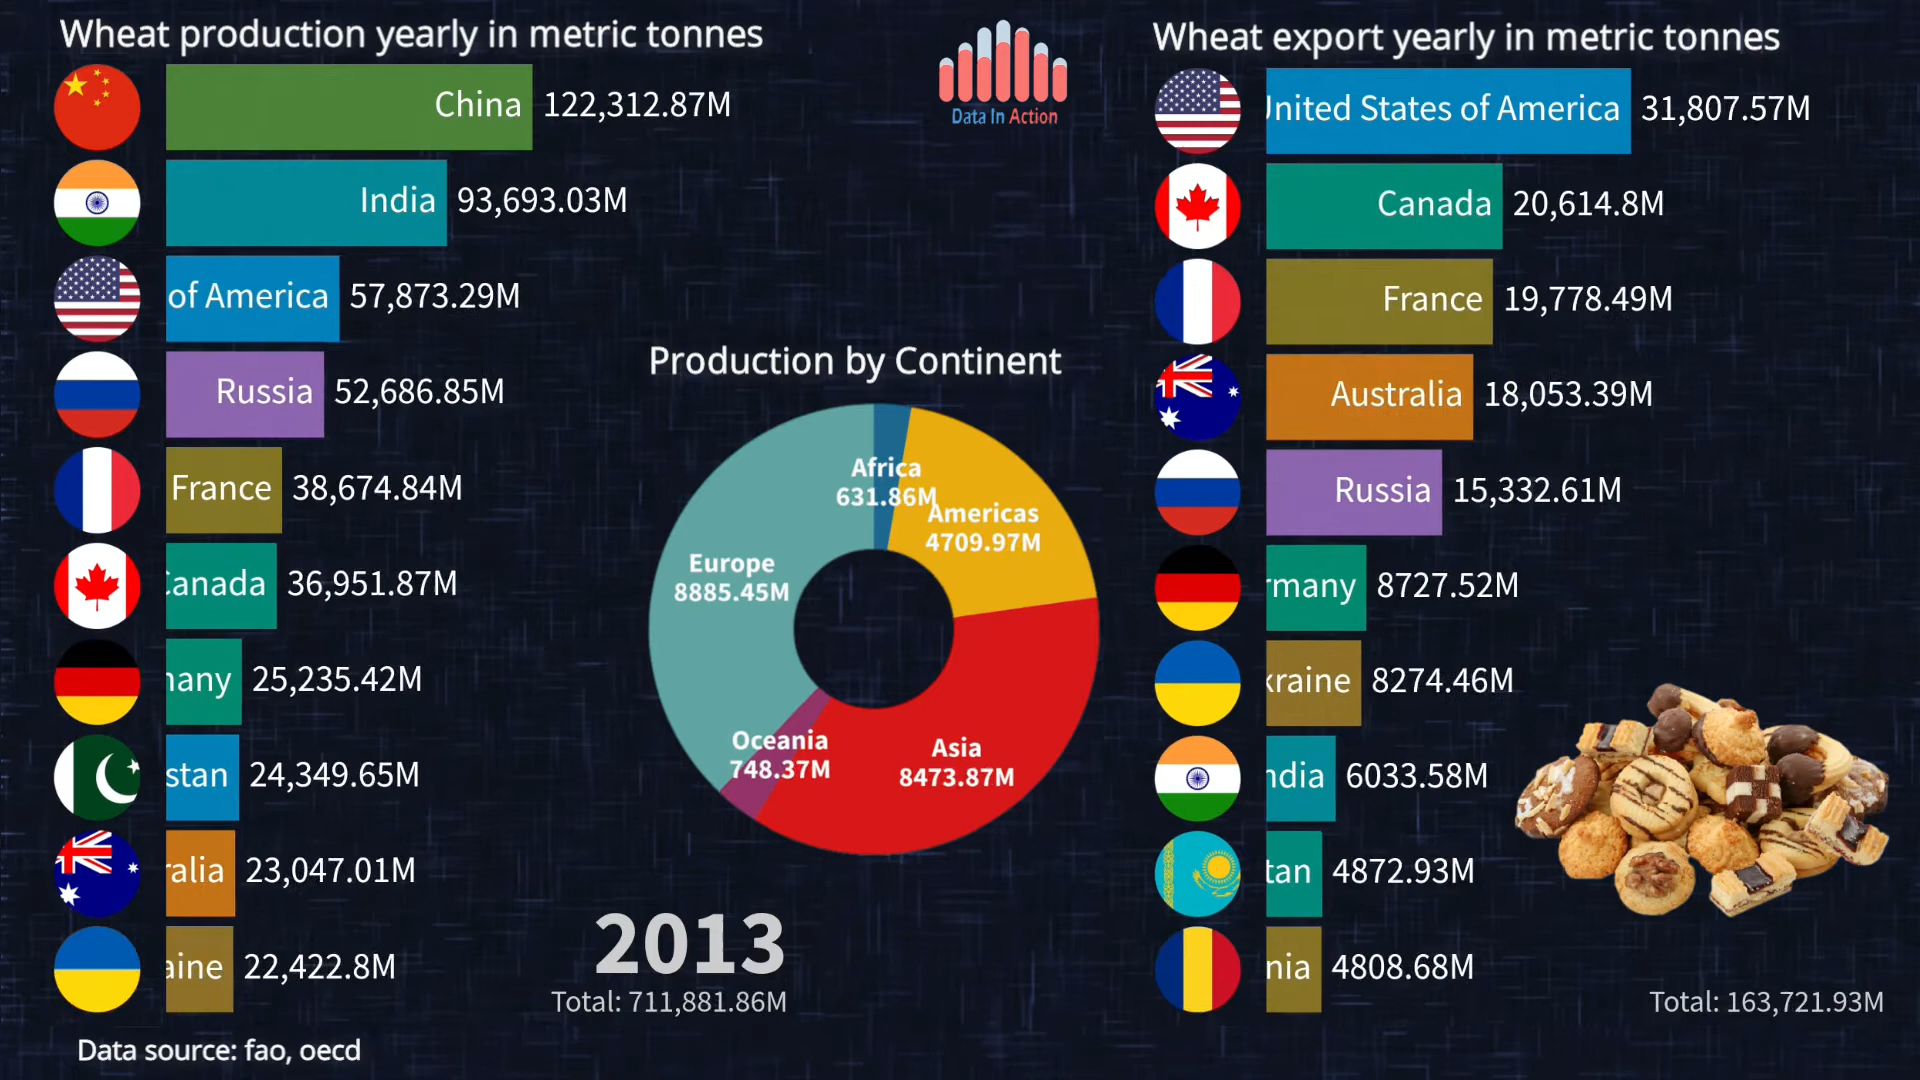 Wheat production yearly in metric tonnes
China 122,312.87M
India 93,693.03M
of America 57,873.29M
Russia 52,686.85M
France 38,674.84M
Canada 36,951.87M
many 25,235.42M
stan 24,349.65M
ralia 23,047.01M
aine 22,422.8M
Data source: fao, oecd
Data In Action
Production by Continent
Africa
631.86M
Americas
4709.97M
Europe
8885.45M
Oceania
748.37M
Asia
8473.87M
2013
Total: 711,881.86M
Wheat export yearly in metric tonnes
United States of America 31,807.57M
Canada 20,614.8M
France 19,778.49M
Australia 18,053.39M
Russia 15,332.61M
rmany 8727.52M
kraine 8274.46M
ndia 6033.58M
tan 4872.93M
nia 4808.68M
Total: 163,721.93M